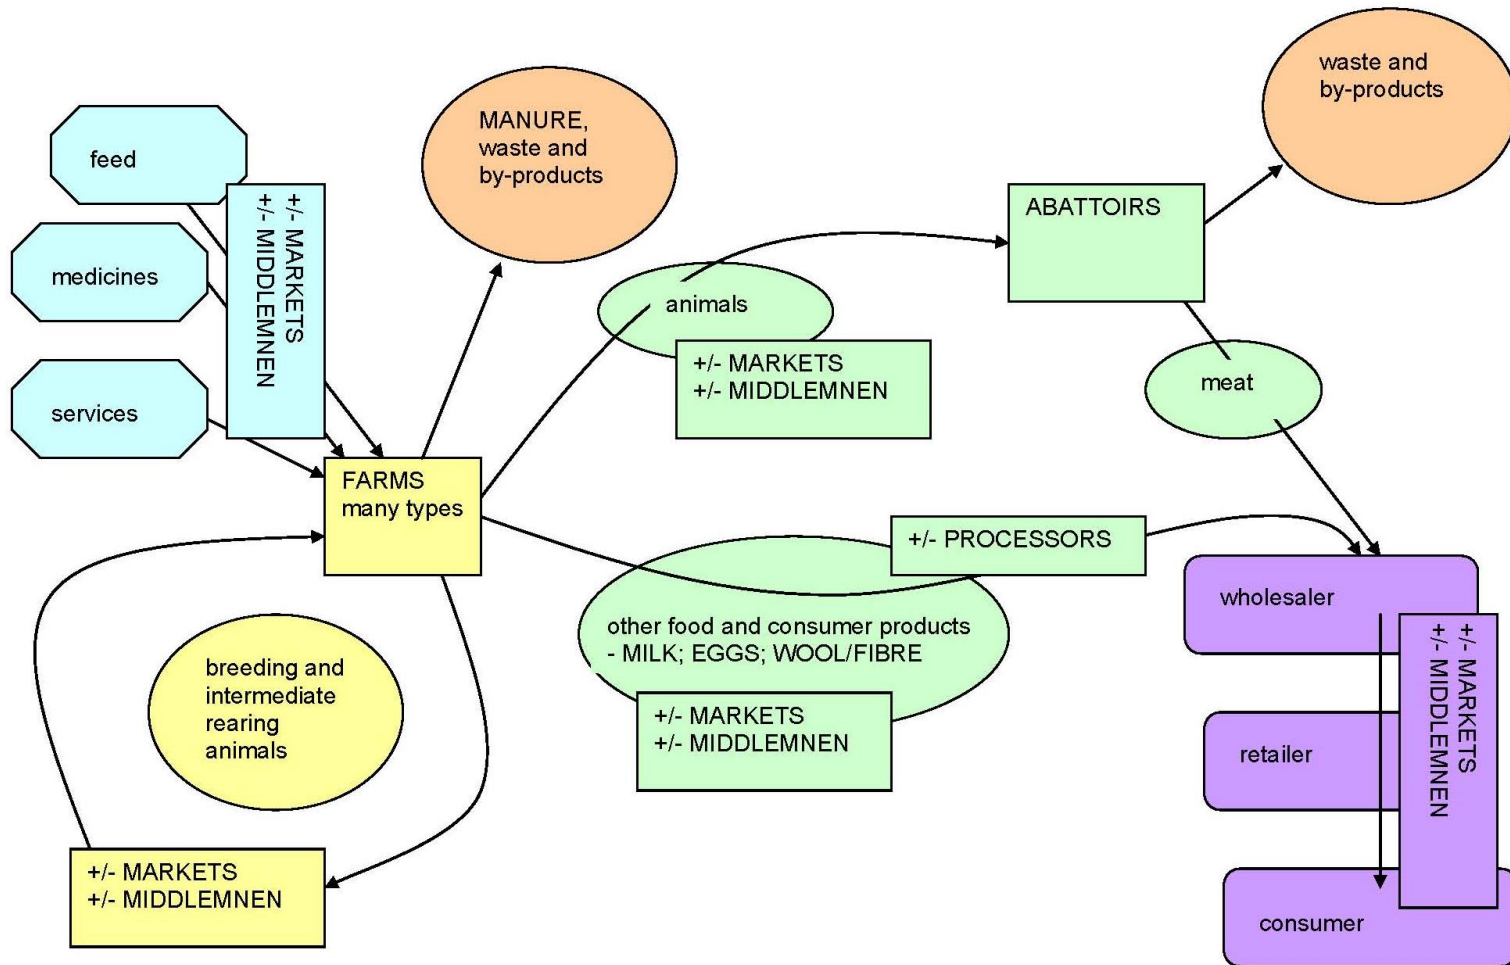 feed
medicines
services
+/- MARKETS
+/- MIDDLEMNEN
MANURE,
waste and
by-products
waste and
by-products
ABATTOIRS
animals
+/- MARKETS
+/- MIDDLEMNEN
meat
FARMS
many types
+/- PROCESSORS
other food and consumer products
- MILK; EGGS; WOOL/FIBRE
+/- MARKETS
+/- MIDDLEMNEN
breeding and
intermediate
rearing
animals
+/- MARKETS
+/- MIDDLEMNEN
wholesaler
retailer
consumer
+/- MARKETS
+/- MIDDLEMNEN